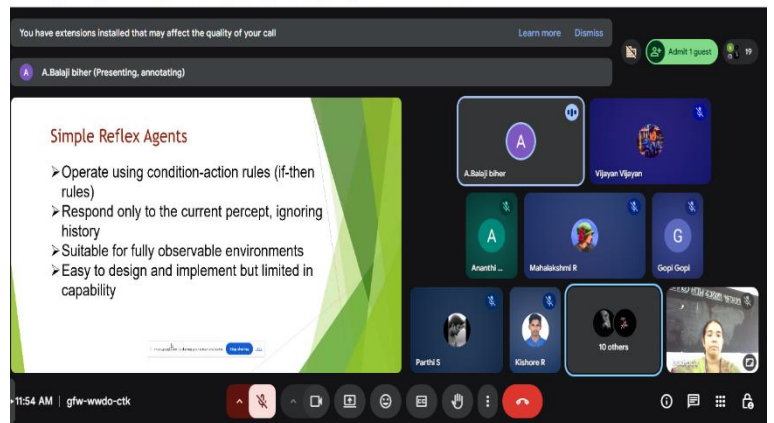 You have extensions installed that may affect the quality of your call
Learn more
Dismiss
Admit 1 guest
19
A
A.Balaji biher (Presenting, annotating)
Simple Reflex Agents
➢Operate using condition-action rules (if-then
rules)
➢Respond only to the current percept, ignoring
history
➢Suitable for fully observable environments
➢Easy to design and implement but limited in
capability
Stop sharing
A
A.Balaji biher
Vijayan Vijayan
A
Ananthi ...
Mahalakshmi R
G
Gopi Gopi
Parthi S
Kishore R
10 others
11:54 AM | gfw-wwdo-ctk